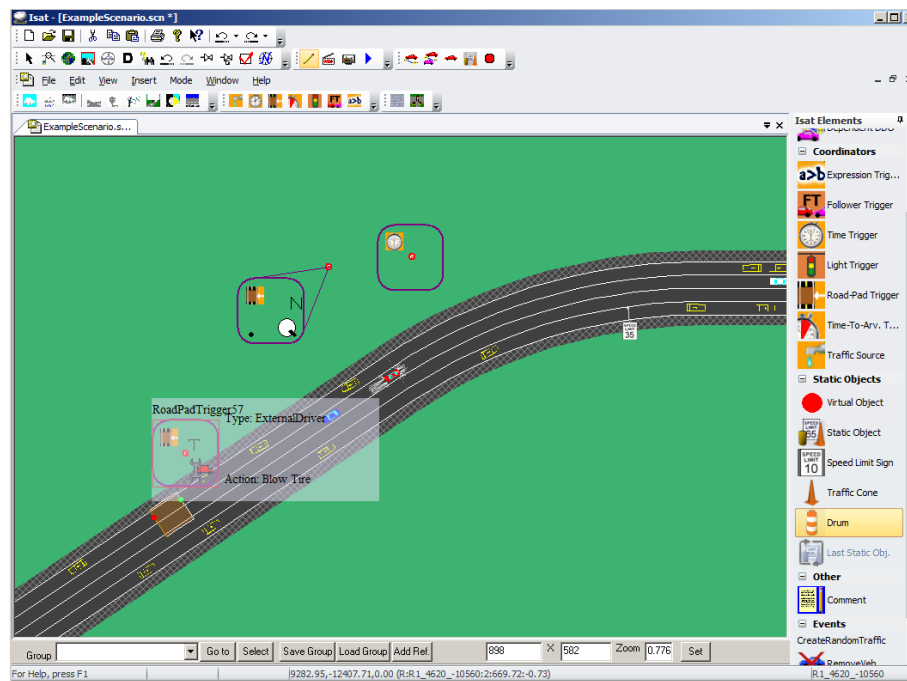 Isat - [ExampleScenario.scn *]
File Edit View Insert Mode Window Help
ExampleScenario.s...
Isat Elements
Dependent DDO
Coordinators
a>b Expression Trig...
FT Follower Trigger
Time Trigger
Light Trigger
Road-Pad Trigger
Time-To-Arv. T...
Traffic Source
Static Objects
Virtual Object
Static Object
SPEED LIMIT 10 Speed Limit Sign
Traffic Cone
Drum
Last Static Obj.
Other
Comment
Events
CreateRandomTraffic
RemoveVeh
N
SPEED LIMIT 35
RoadPadTrigger57
Type: ExternalDriver
T
Action: Blow Tire
Group Go to Select Save Group Load Group Add Ref. 898 X 582 Zoom 0.776 Set
For Help, press F1 9282.95,-12407.71,0.00 (R:R1_4620_-10560:2:669.72:-0.73) R1_4620_-10560